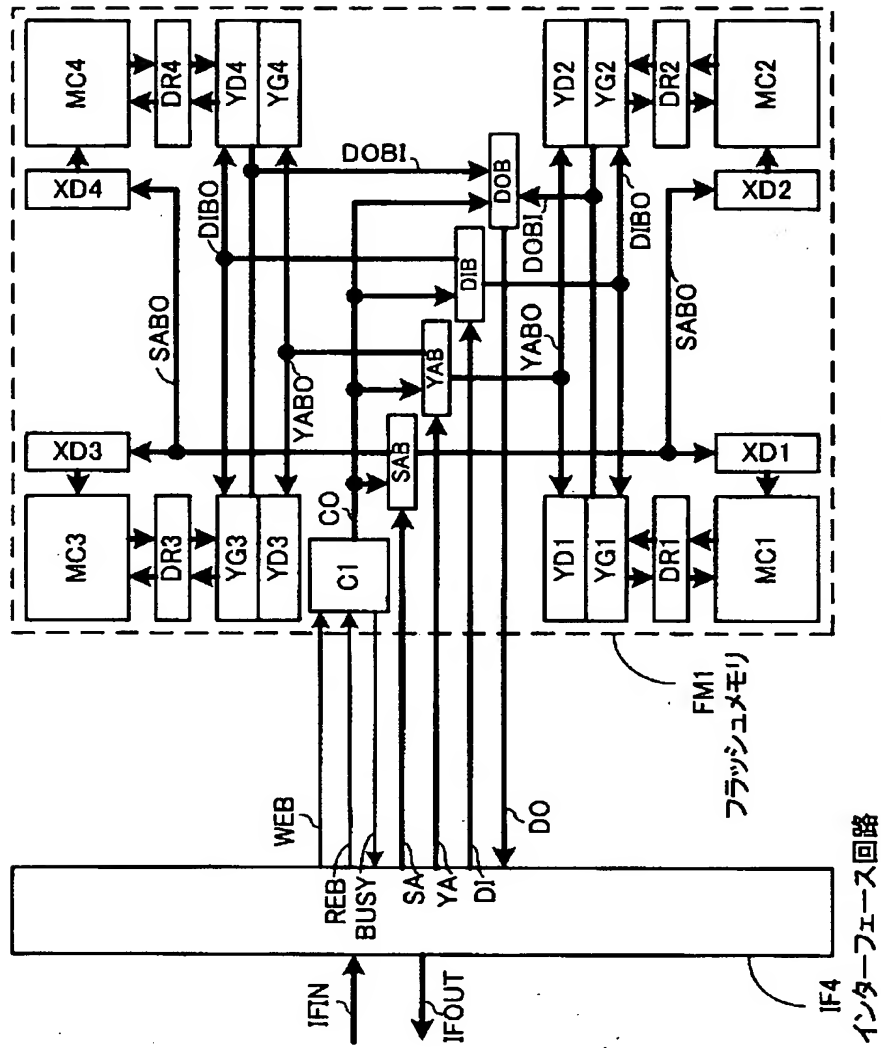 MC3
DR3
YG3
YD3
XD3
SABO
XD4
MC4
DR4
YD4
YG4
DIBO
YABO
DOBI
CO
C1
SAB
YAB
DIB
DOB
DOBI
YABO
DIBO
SABO
YD1
YG1
DR1
MC1
XD1
YD2
YG2
DR2
MC2
XD2
FM1
フラッシュメモリ
WEB
REB
BUSY
SA
YA
DI
DO
IFIN
IFOUT
IF4
インターフェース回路